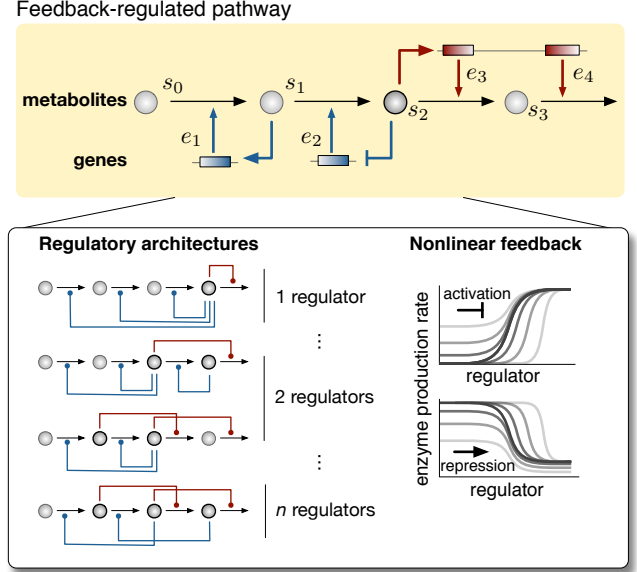 Feedback-regulated pathway
metabolites
s0
s1
s2
s3
e3
e4
e1
e2
genes
Regulatory architectures
1 regulator
⋮
2 regulators
⋮
n regulators
Nonlinear feedback
enzyme production rate
activation
regulator
repression
regulator